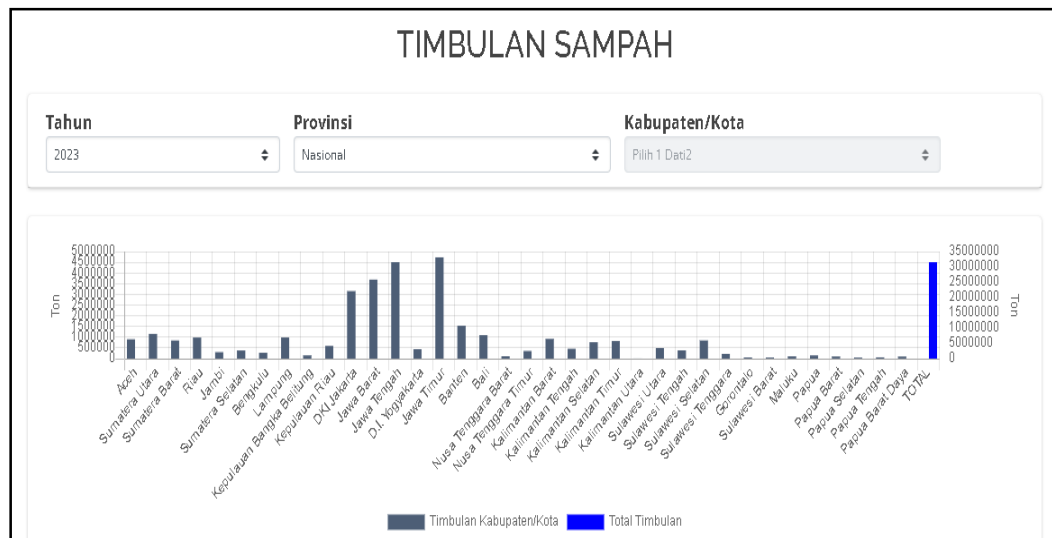 TIMBULAN SAMPAH
Tahun Provinsi Kabupaten/Kota
2023 Nasional Pilih 1 Dati2
5000000 35000000
4500000 30000000
4000000 25000000
3500000 20000000
3000000 15000000
2500000 10000000
2000000 5000000
1500000 0
1000000
500000
0
Ton
Ton
Aceh
Sumatera Utara
Sumatera Barat
Riau
Jambi
Sumatera Selatan
Bengkulu
Lampung
Kepulauan Bangka Belitung
Kepulauan Riau
DKI Jakarta
Jawa Barat
Jawa Tengah
D.I. Yogyakarta
Jawa Timur
Banten
Bali
Nusa Tenggara Barat
Nusa Tenggara Timur
Kalimantan Barat
Kalimantan Tengah
Kalimantan Selatan
Kalimantan Timur
Kalimantan Utara
Sulawesi Utara
Sulawesi Tengah
Sulawesi Selatan
Sulawesi Tenggara
Gorontalo
Sulawesi Barat
Maluku
Papua
Papua Barat
Papua Selatan
Papua Tengah
Papua Barat Daya
TOTAL
Timbulan Kabupaten/Kota Total Timbulan